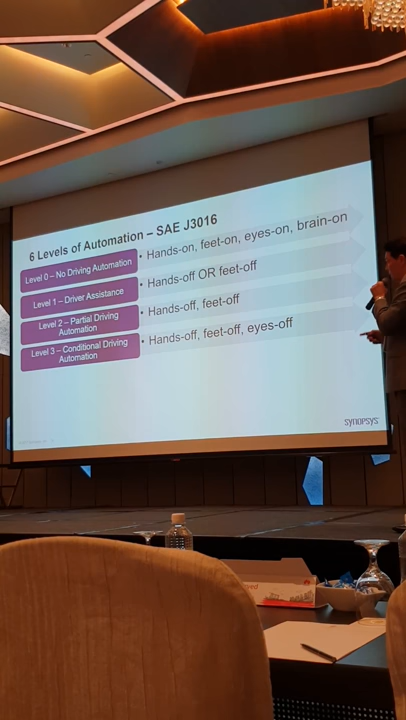 6 Levels of Automation – SAE J3016
Level 0 – No Driving Automation
• Hands-on, feet-on, eyes-on, brain-on
Level 1 – Driver Assistance
• Hands-off OR feet-off
Level 2 – Partial Driving
Automation
• Hands-off, feet-off
Level 3 – Conditional Driving
Automation
• Hands-off, feet-off, eyes-off
SYNOPSYS